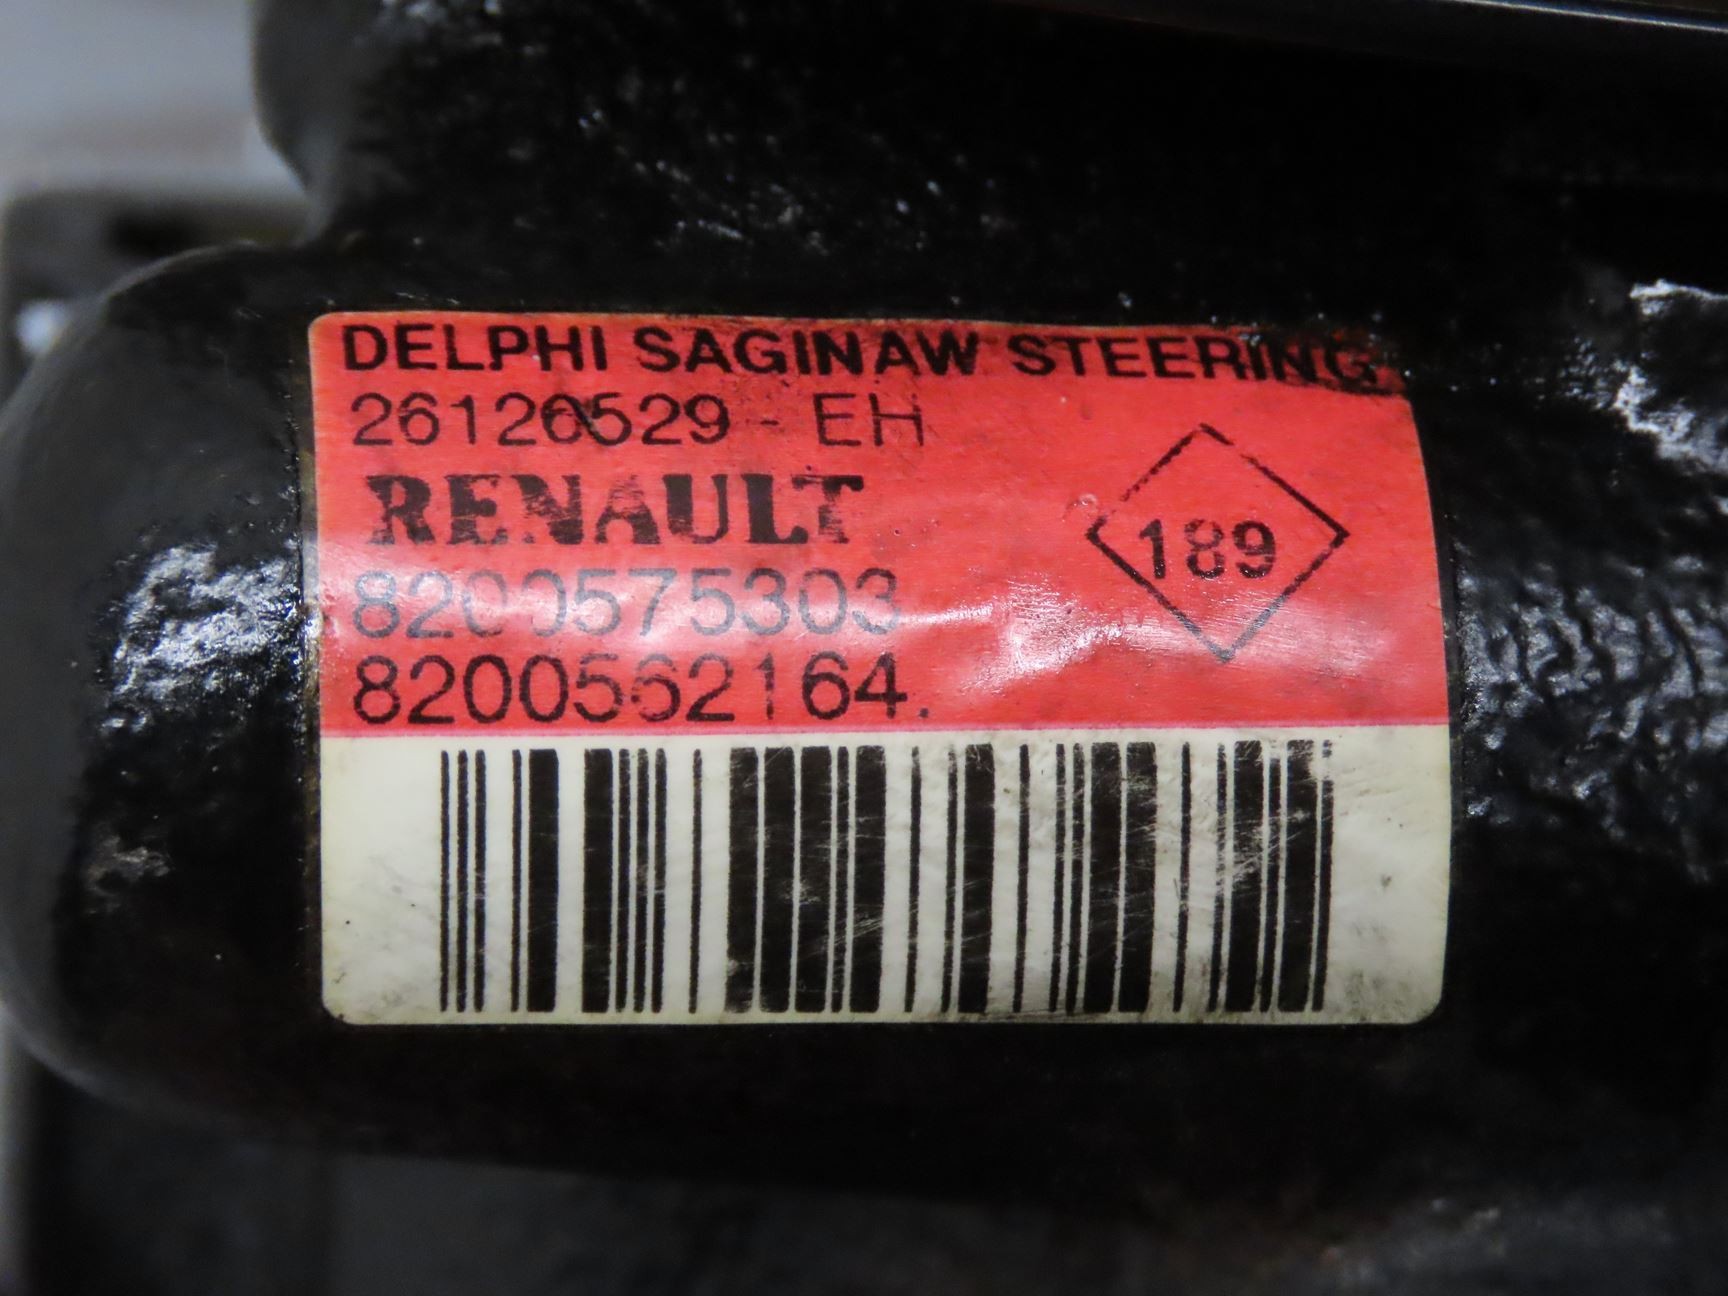 DELPHI SAGINAW STEERING
26126529 - EH
RENAULT
189
8200575303
8200562164.